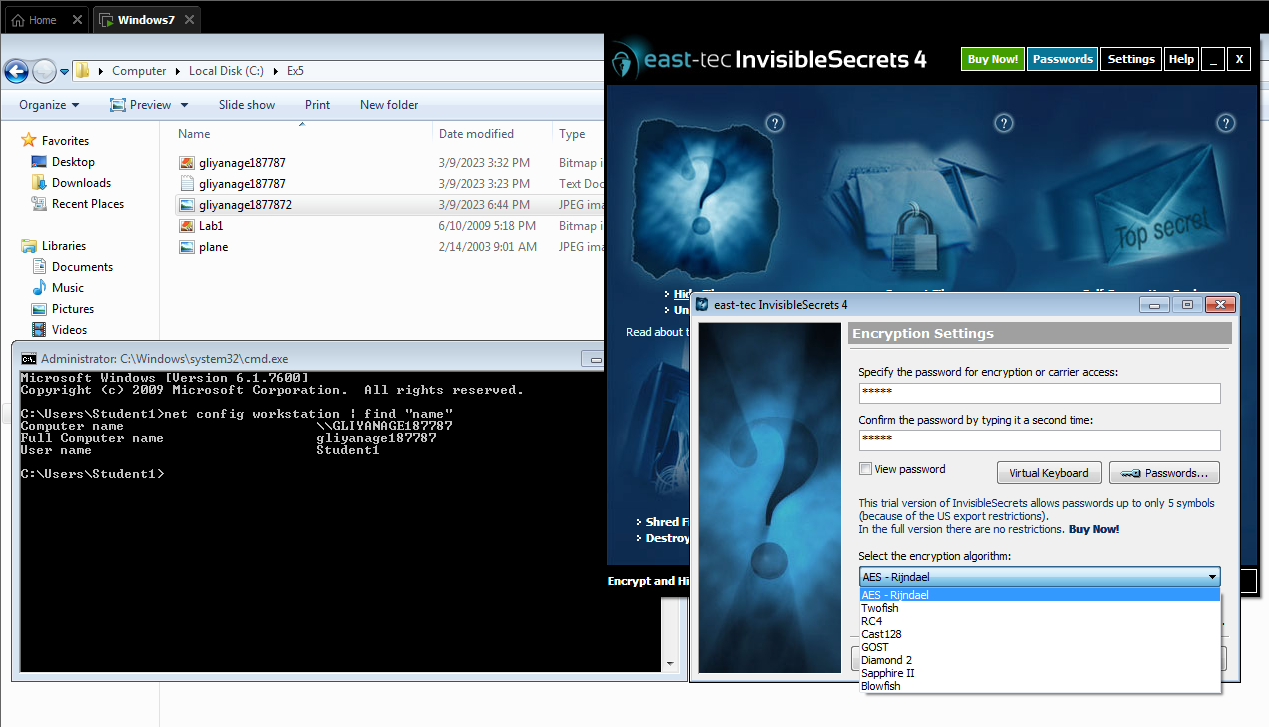 Home
Windows7
Computer
Local Disk (C:)
Ex5
Organize
Preview
Slide show
Print
New folder
Favorites
Desktop
Downloads
Recent Places
Libraries
Documents
Music
Pictures
Videos
Name Date modified Type
gliyanage187787 3/9/2023 3:32 PM Bitmap i
gliyanage187787 3/9/2023 3:23 PM Text Doc
gliyanage1877872 3/9/2023 6:44 PM JPEG ima
Lab1 6/10/2009 5:18 PM Bitmap i
plane 2/14/2003 9:01 AM JPEG ima
Administrator: C:\Windows\system32\cmd.exe
Microsoft Windows [Version 6.1.7600]
Copyright (c) 2009 Microsoft Corporation. All rights reserved.
C:\Users\Student1>net config workstation | find "name"
Computer name \\GLIYANAGE187787
Full Computer name gliyanage187787
User name Student1
C:\Users\Student1>
east-tec InvisibleSecrets 4
Buy Now!
Passwords
Settings
Help
_
X
?
?
?
Top secret
> Hid
> Un
Read about t
> Shred Fi
> Destroy
Encrypt and Hi
east-tec InvisibleSecrets 4
Encryption Settings
Specify the password for encryption or carrier access:
*****
Confirm the password by typing it a second time:
*****
View password
Virtual Keyboard
Passwords...
This trial version of InvisibleSecrets allows passwords up to only 5 symbols
(because of the US export restrictions).
In the full version there are no restrictions. Buy Now!
Select the encryption algorithm:
AES - Rijndael
AES - Rijndael
Twofish
RC4
Cast128
GOST
Diamond 2
Sapphire II
Blowfish